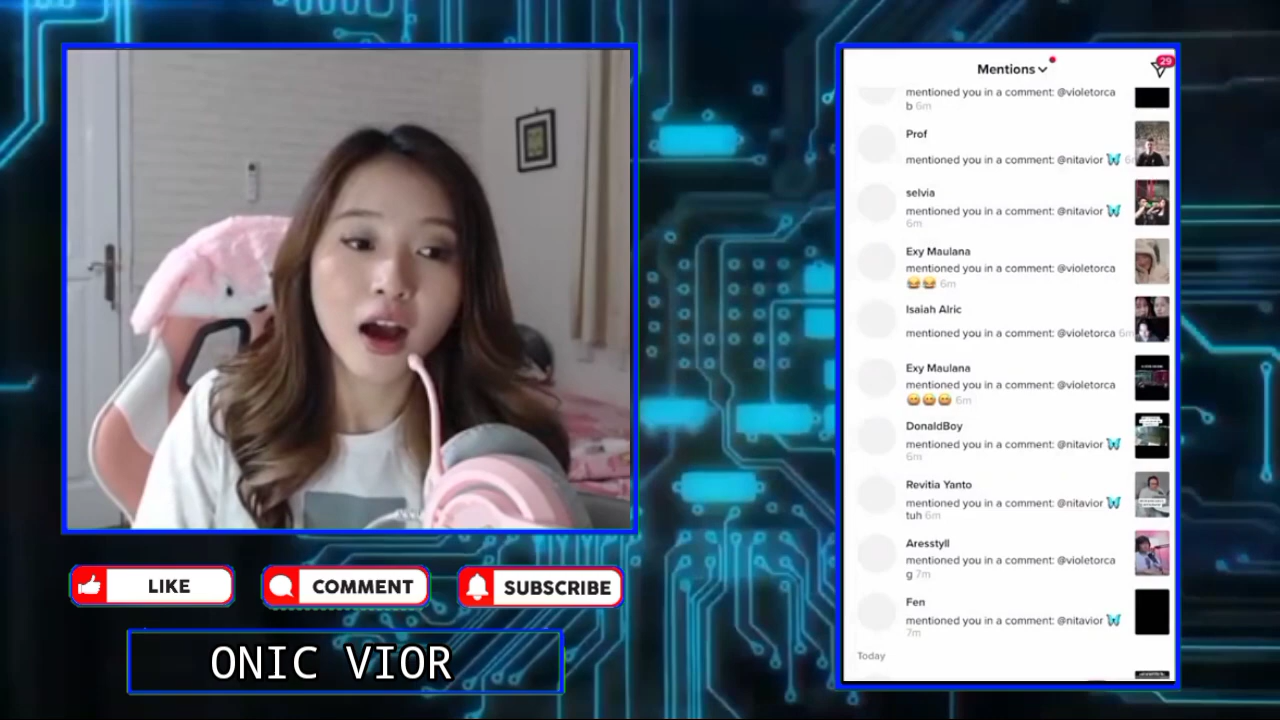 Mentions
29
mentioned you in a comment: @violetorca
b 6m
Prof
mentioned you in a comment: @nitavior 🦋
selvia
mentioned you in a comment: @nitavior 🦋
6m
Exy Maulana
mentioned you in a comment: @violetorca
😂😂 6m
Isaiah Alric
mentioned you in a comment: @violetorca 6m
Exy Maulana
mentioned you in a comment: @violetorca
😄😄😄 6m
DonaldBoy
mentioned you in a comment: @nitavior 🦋
6m
Revitia Yanto
mentioned you in a comment: @nitavior 🦋
tuh 6m
Aresstyll
mentioned you in a comment: @violetorca
g 7m
Fen
mentioned you in a comment: @nitavior 🦋
7m
Today
LIKE
COMMENT
SUBSCRIBE
ONIC VIOR